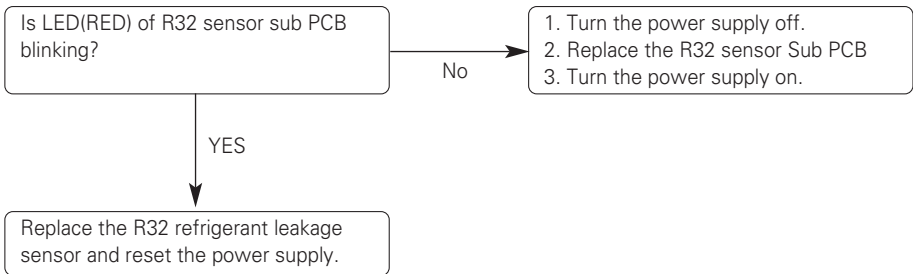 Is LED(RED) of R32 sensor sub PCB
blinking?
No
1. Turn the power supply off.
2. Replace the R32 sensor Sub PCB
3. Turn the power supply on.
YES
Replace the R32 refrigerant leakage
sensor and reset the power supply.